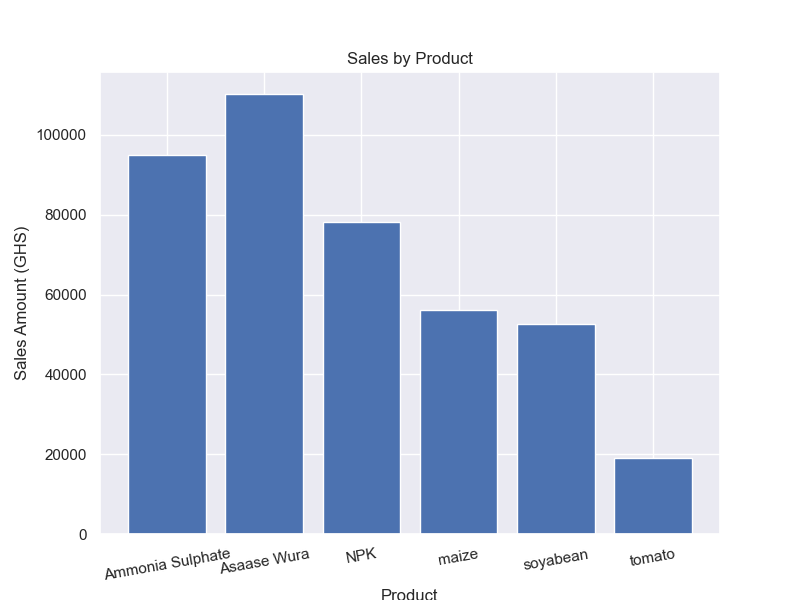 Sales by Product
Sales Amount (GHS)
100000
80000
60000
40000
20000
0
Ammonia Sulphate
Asaase Wura
NPK
maize
soyabean
tomato
Product